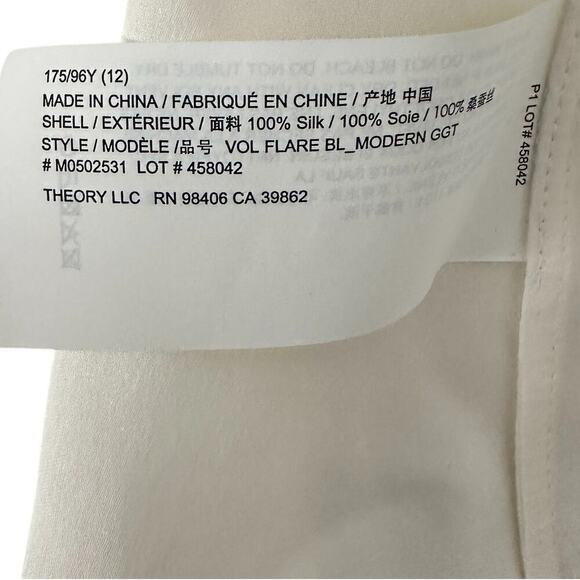 175/96Y (12)
MADE IN CHINA / FABRIQUÉ EN CHINE / 产地 中国
SHELL / EXTÉRIEUR / 面料 100% Silk / 100% Soie / 100% 桑蚕丝
STYLE / MODÈLE /品号 VOL FLARE BL_MODERN GGT
# M0502531 LOT # 458042
THEORY LLC RN 98406 CA 39862
P1 LOT# 458042